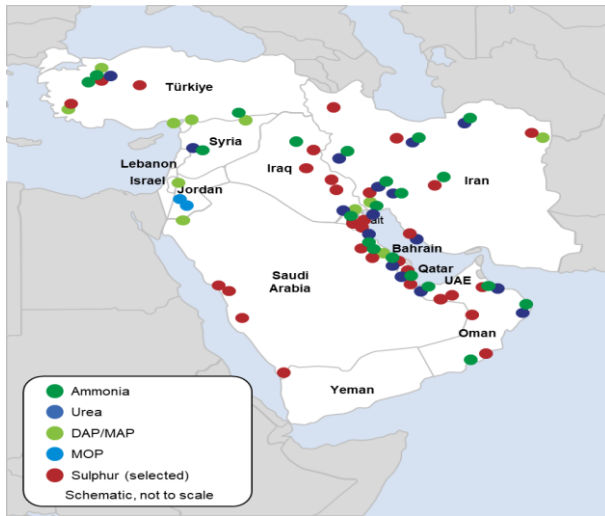 Türkiye
Syria
Lebanon
Israel
Jordan
Iraq
Iran
Bahrain
Qatar
UAE
Saudi
Arabia
Oman
Yeman
Ammonia
Urea
DAP/MAP
MOP
Sulphur (selected)
Schematic, not to scale